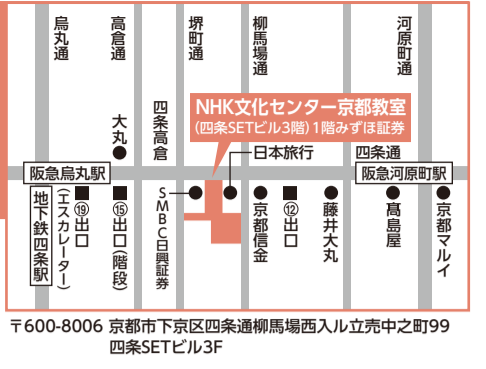 烏丸通
高倉通
堺町通
柳馬場通
河原町通
大丸
四条高倉
NHK文化センター京都教室
(四条SETビル3階)1階みずほ証券
日本旅行
四条通
阪急烏丸駅
阪急河原町駅
地下鉄四条駅
(エスカレーター)
⑲出口
⑮出口(階段)
SMBC日興証券
京都信金
⑫出口
藤井大丸
髙島屋
京都マルイ
〒600-8006 京都市下京区四条通柳馬場西入ル立売中之町99
四条SETビル3F